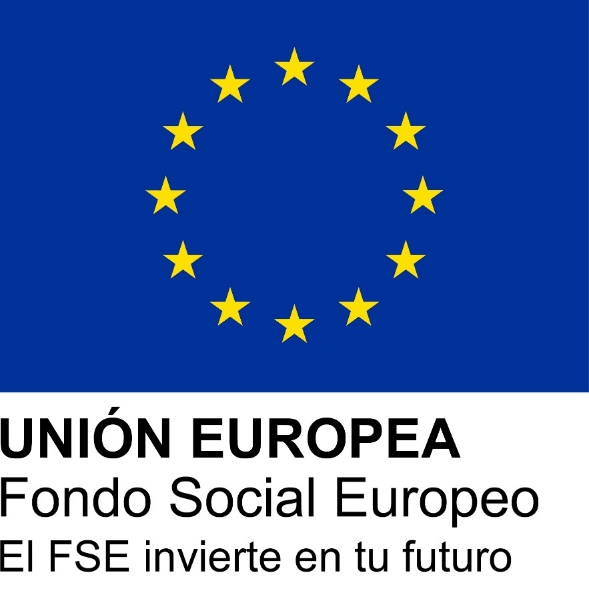 UNIÓN EUROPEA
Fondo Social Europeo
El FSE invierte en tu futuro